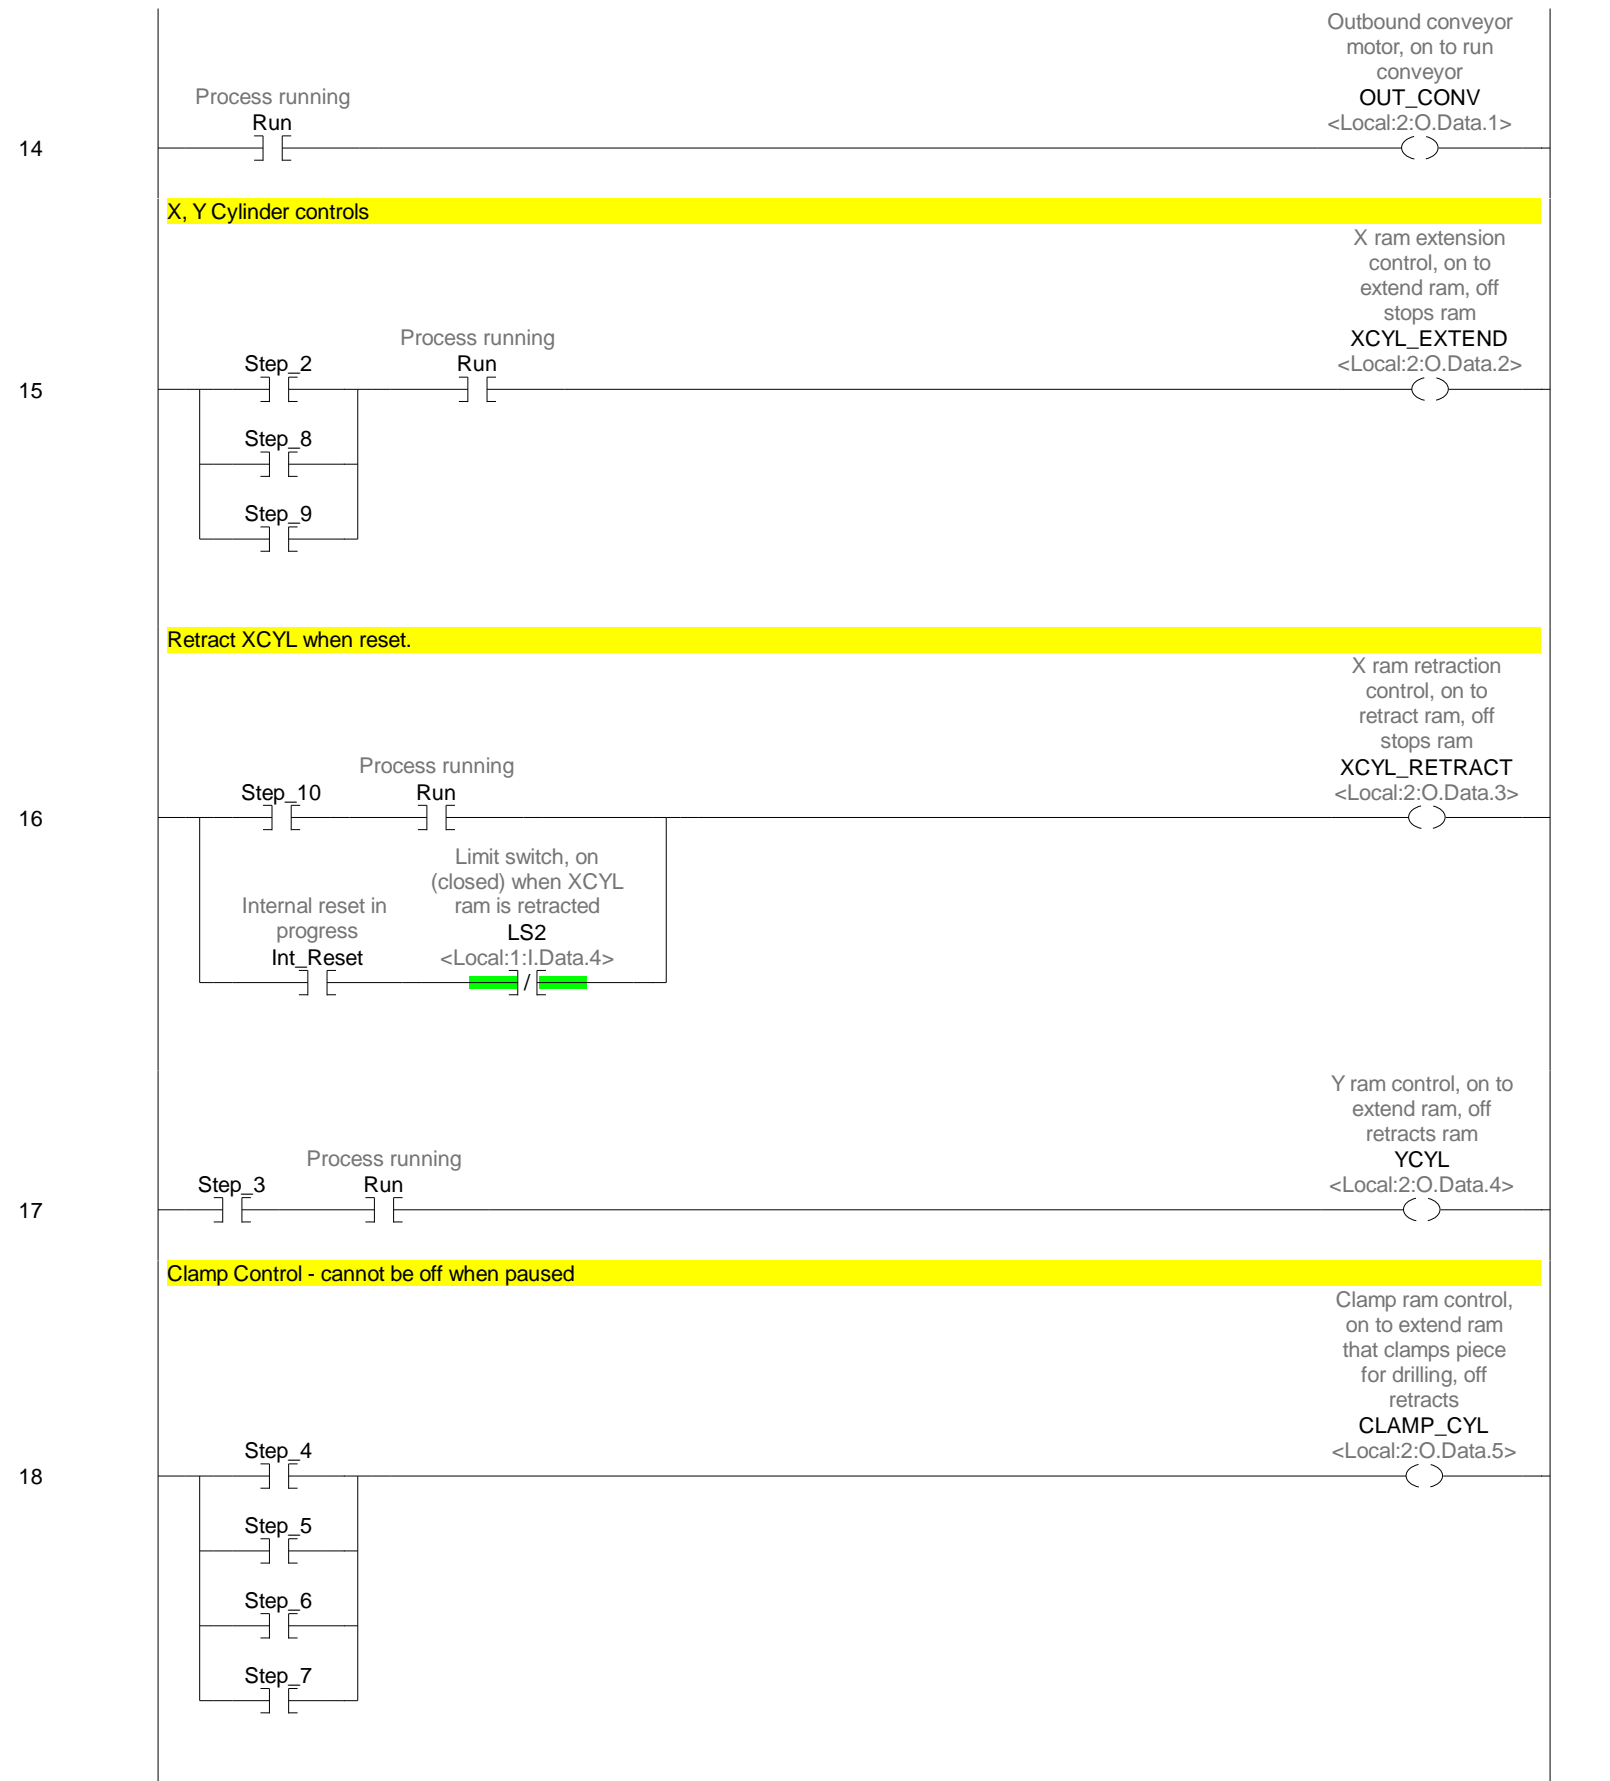 Outbound conveyor
motor, on to run
conveyor
Process running
OUT_CONV
Run
<Local:2:O.Data.1>
14
X, Y Cylinder controls
X ram extension
control, on to
extend ram, off
stops ram
Process running
XCYL_EXTEND
Step_2
Run
<Local:2:O.Data.2>
15
Step_8
Step_9
Retract XCYL when reset.
X ram retraction
control, on to
retract ram, off
stops ram
Process running
XCYL_RETRACT
Step_10
Run
<Local:2:O.Data.3>
16
Limit switch, on
(closed) when XCYL
ram is retracted
Internal reset in
progress
LS2
Int_Reset
<Local:1:I.Data.4>
/
Y ram control, on to
extend ram, off
retracts ram
Process running
YCYL
Step_3
Run
<Local:2:O.Data.4>
17
Clamp Control - cannot be off when paused
Clamp ram control,
on to extend ram
that clamps piece
for drilling, off
retracts
CLAMP_CYL
Step_4
<Local:2:O.Data.5>
18
Step_5
Step_6
Step_7